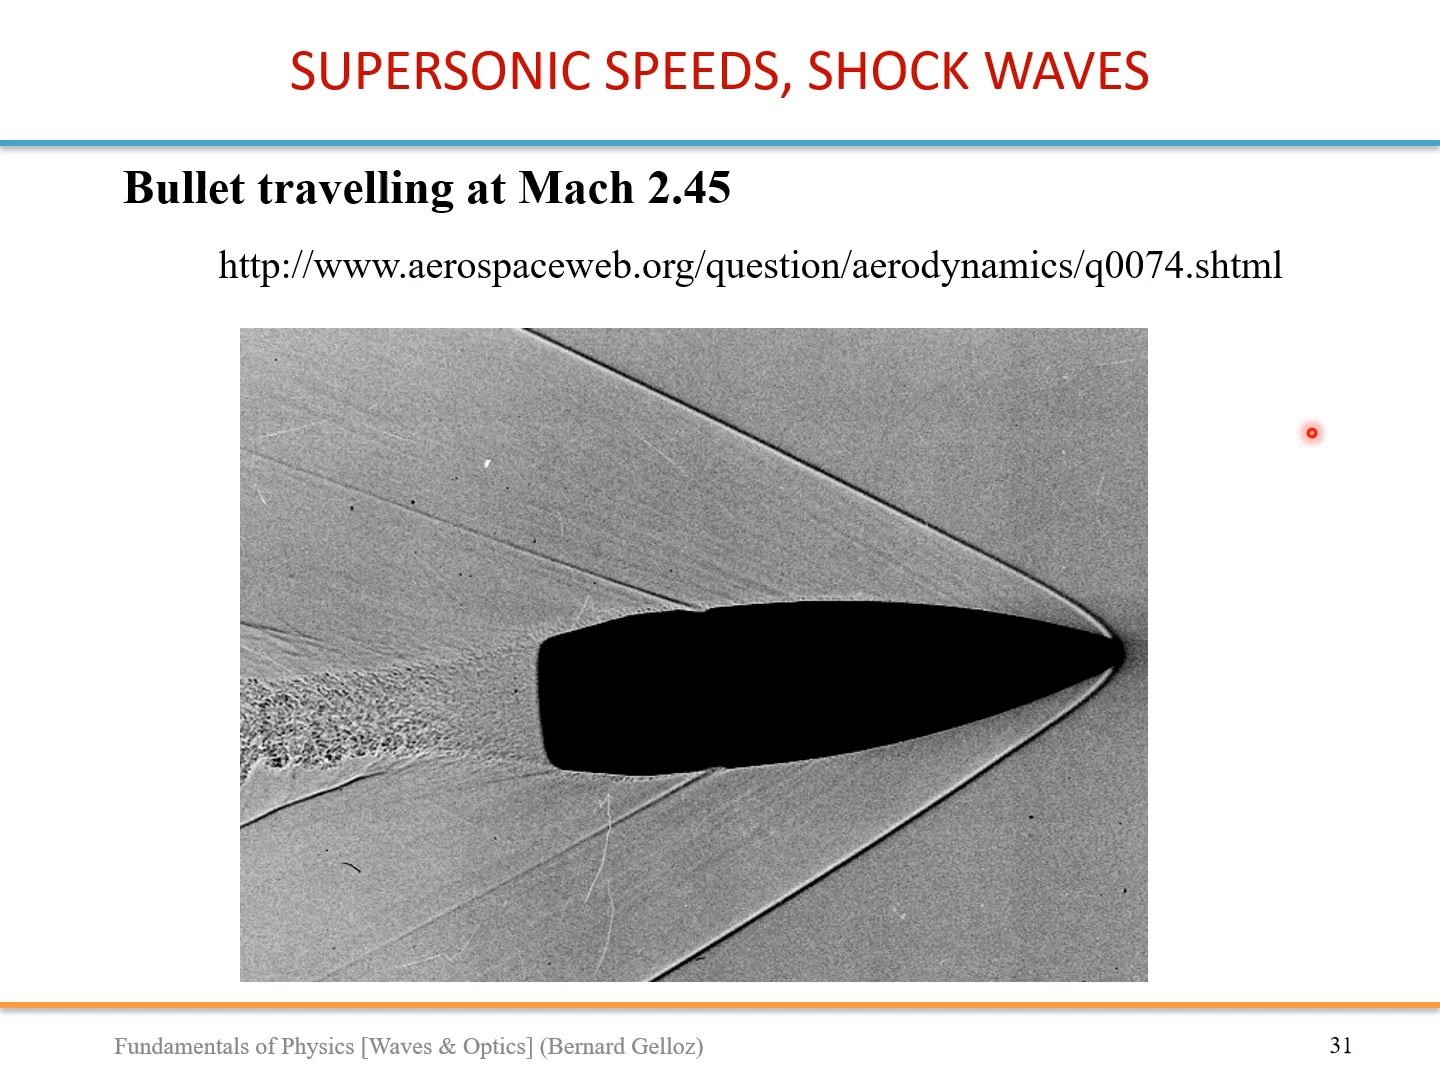 SUPERSONIC SPEEDS, SHOCK WAVES
Bullet travelling at Mach 2.45
http://www.aerospaceweb.org/question/aerodynamics/q0074.shtml
Fundamentals of Physics [Waves & Optics] (Bernard Gelloz)
31